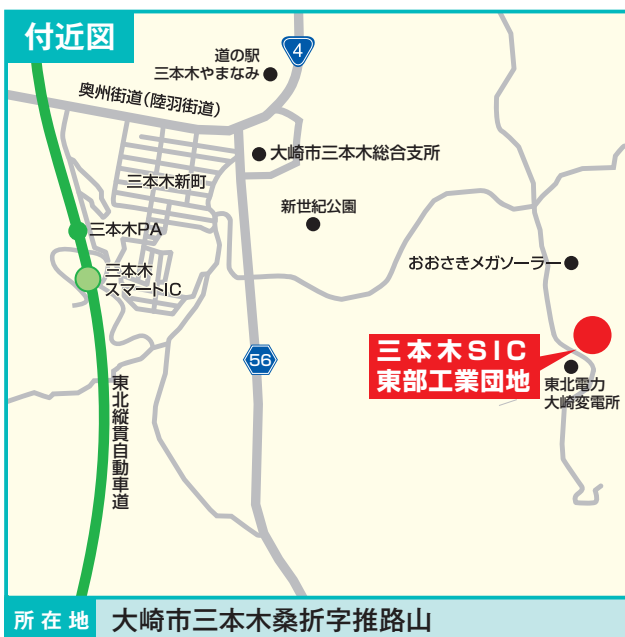 付近図
4
道の駅
三本木やまなみ
奥州街道（陸羽街道）
大崎市三本木総合支所
三本木新町
新世紀公園
三本木PA
おおさきメガソーラー
三本木
スマートIC
三本木SIC
東部工業団地
56
東北電力
大崎変電所
東北縦貫自動車道
所在地
大崎市三本木桑折字推路山